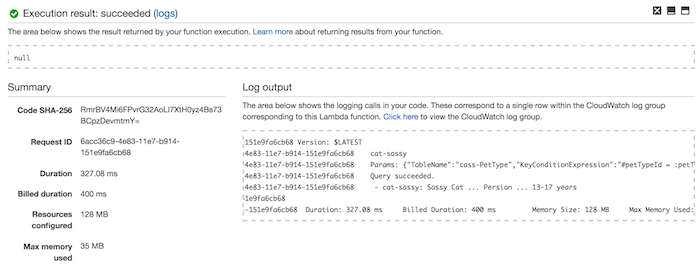 Execution result: succeeded (logs)
The area below shows the result returned by your function execution. Learn more about returning results from your function.
null
Summary
Code SHA-256 RmrBV4Mi6FPvrG32AoLI7XtH0yz4Bs73
BCpzDevmtmY=
Request ID 6acc36c9-4e83-11e7-b914-
151e9fa6cb68
Duration 327.08 ms
Billed duration 400 ms
Resources 128 MB
configured
Max memory 35 MB
used
Log output
The area below shows the logging calls in your code. These correspond to a single row within the CloudWatch log group
corresponding to this Lambda function. Click here to view the CloudWatch log group.
151e9fa6cb68 Version: $LATEST
4e83-11e7-b914-151e9fa6cb68 cat-sassy
4e83-11e7-b914-151e9fa6cb68 Params: {"TableName":"cass-PetType","KeyConditionExpression":"#petTypeId = :petT
4e83-11e7-b914-151e9fa6cb68 Query succeeded.
4e83-11e7-b914-151e9fa6cb68 - cat-sassy: Sassy Cat ... Persian ... 13-17 years
1e9fa6cb68
-151e9fa6cb68 Duration: 327.08 ms Billed Duration: 400 ms Memory Size: 128 MB Max Memory Used: